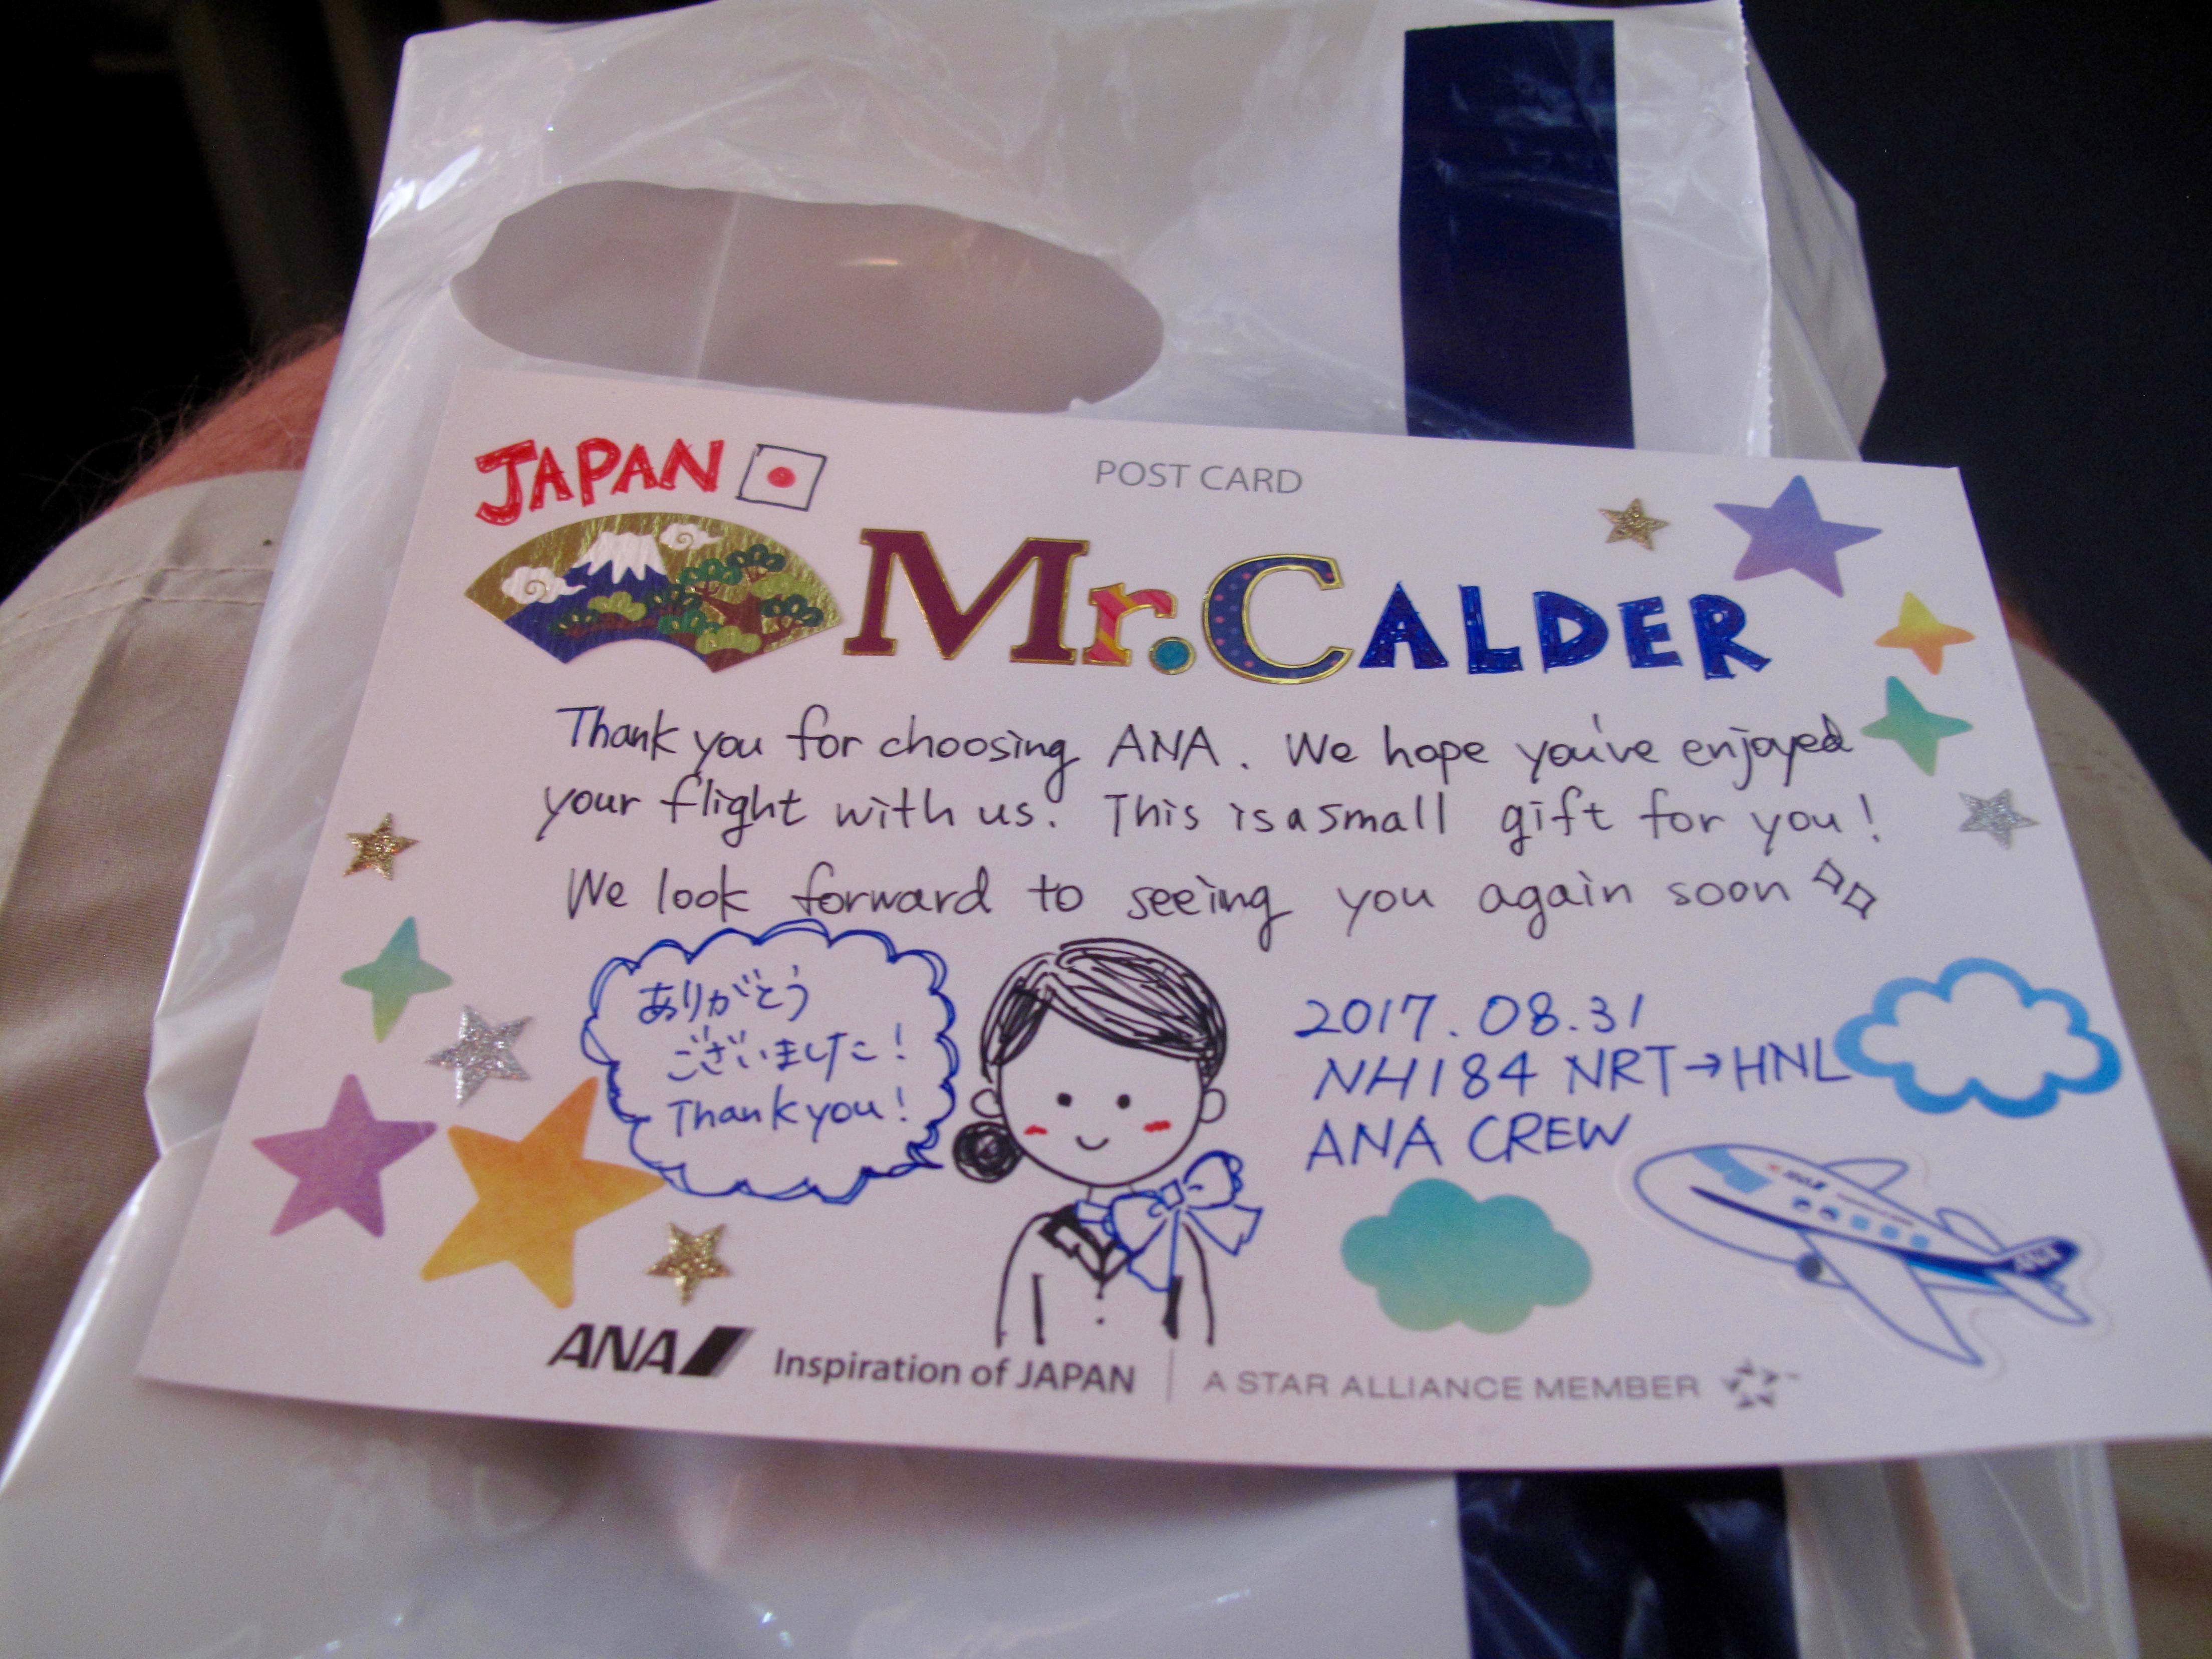 JAPAN
POST CARD
Mr. CALDER
Thank you for choosing ANA. We hope you've enjoyed
your flight with us. This is a small gift for you!
We look forward to seeing you again soon
ありがとう
ございました!
Thank you!
2017.08.31
NH184 NRT→HNL
ANA CREW
ANA
ANA Inspiration of JAPAN
A STAR ALLIANCE MEMBER